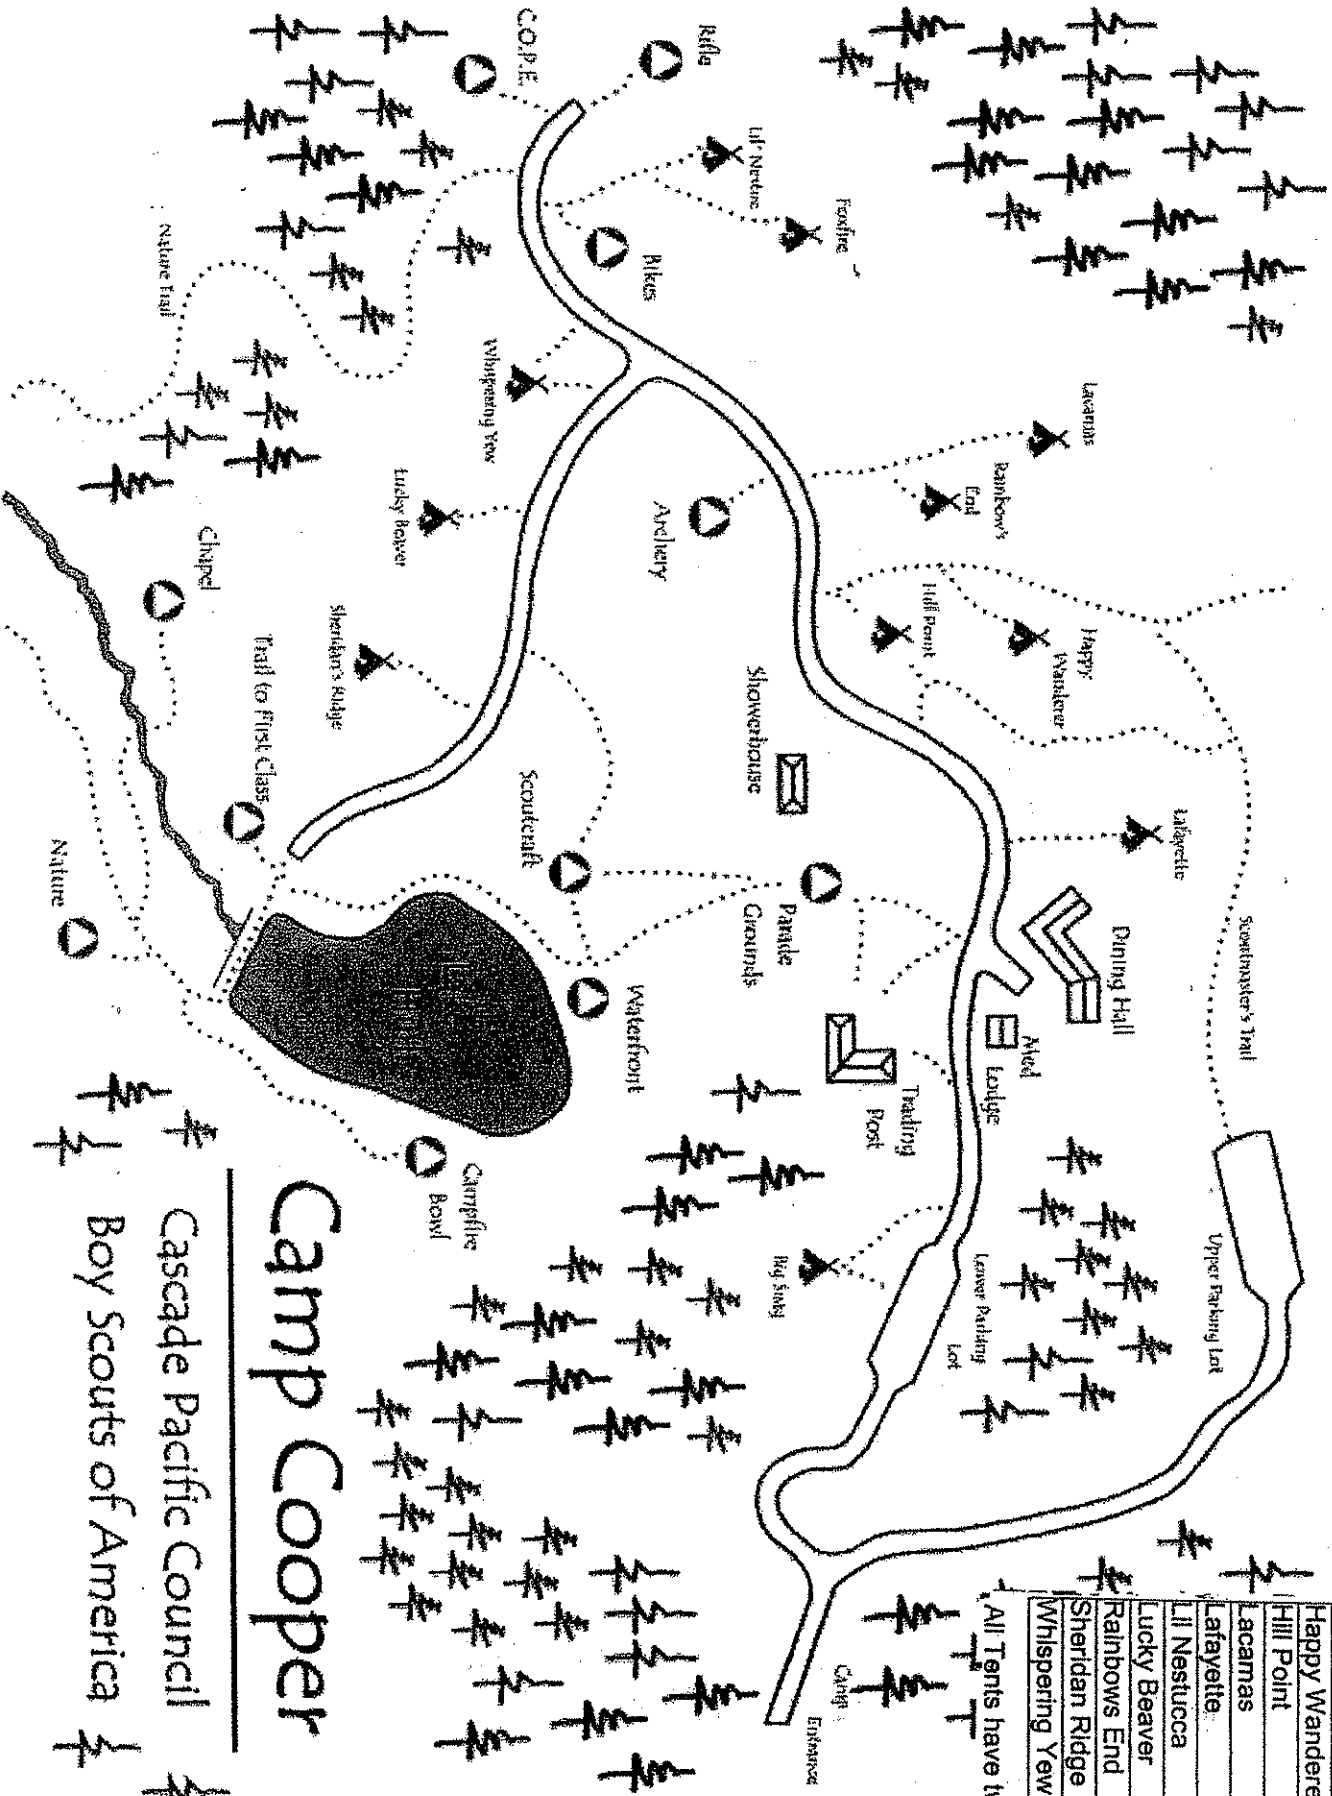 Happy Wandere
Hill Point
Lacamas
Lafayette
Lil Nestucca
Lucky Beaver
Rainbows End
Sheridan Ridge
Whispering Yew
All Tents have
Scoutmaster's Trail
Upper Parking Lot
Lafayette
Lacamas
Happy
Wanderer
Dining Hall
Rainbow's
End
Hill Point
Med
Lodge
Lower Parking
Lot
Foxfire
Trading
Post
Camp
Entrance
Lil'
Showerhouse
Parade
Grounds
Big
Rifle
Bikes
Archery
Waterfront
C.O.P.E.
Whispering Yew
Scoutcraft
Campfire
Bowl
Lucky Beaver
Sheridan's Ridge
Trail to First Class
Chapel
Nature Trail
Nature
Camp Cooper
Cascade Pacific Council
Boy Scouts of America